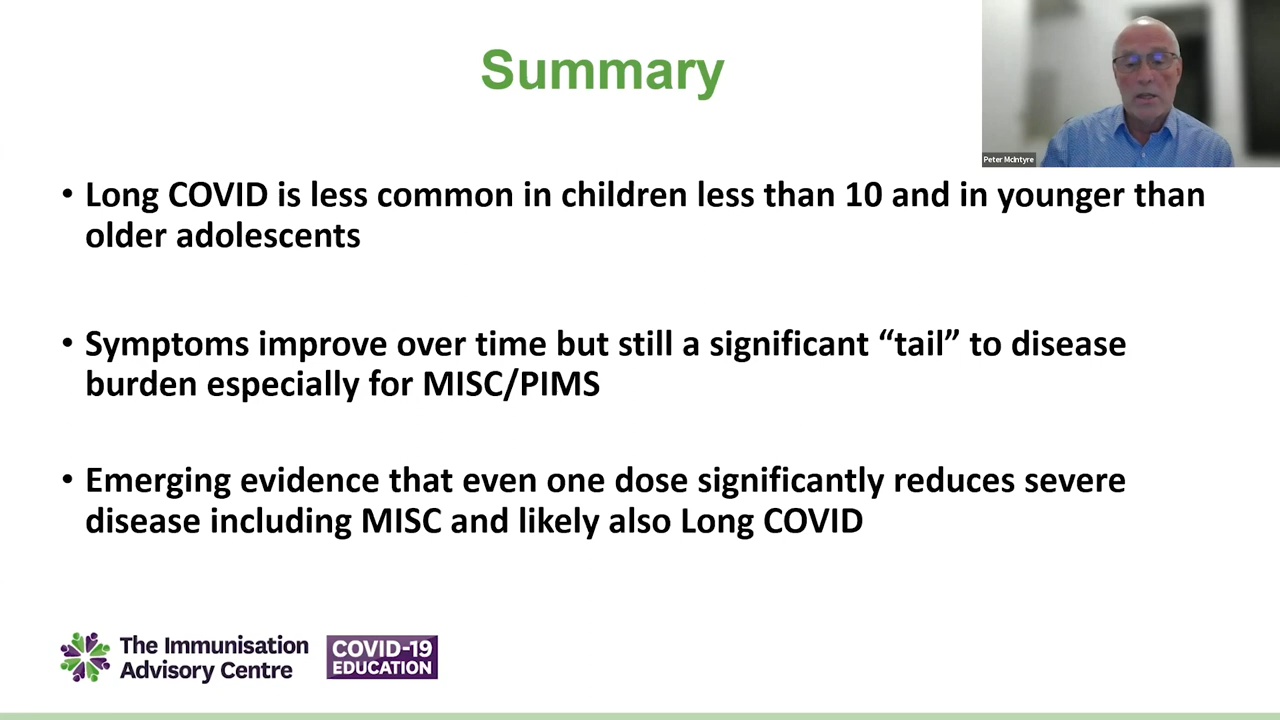 Summary
Peter McIntyre
• Long COVID is less common in children less than 10 and in younger than
older adolescents
• Symptoms improve over time but still a significant “tail” to disease
burden especially for MISC/PIMS
• Emerging evidence that even one dose significantly reduces severe
disease including MISC and likely also Long COVID
The Immunisation
Advisory Centre
COVID-19
EDUCATION